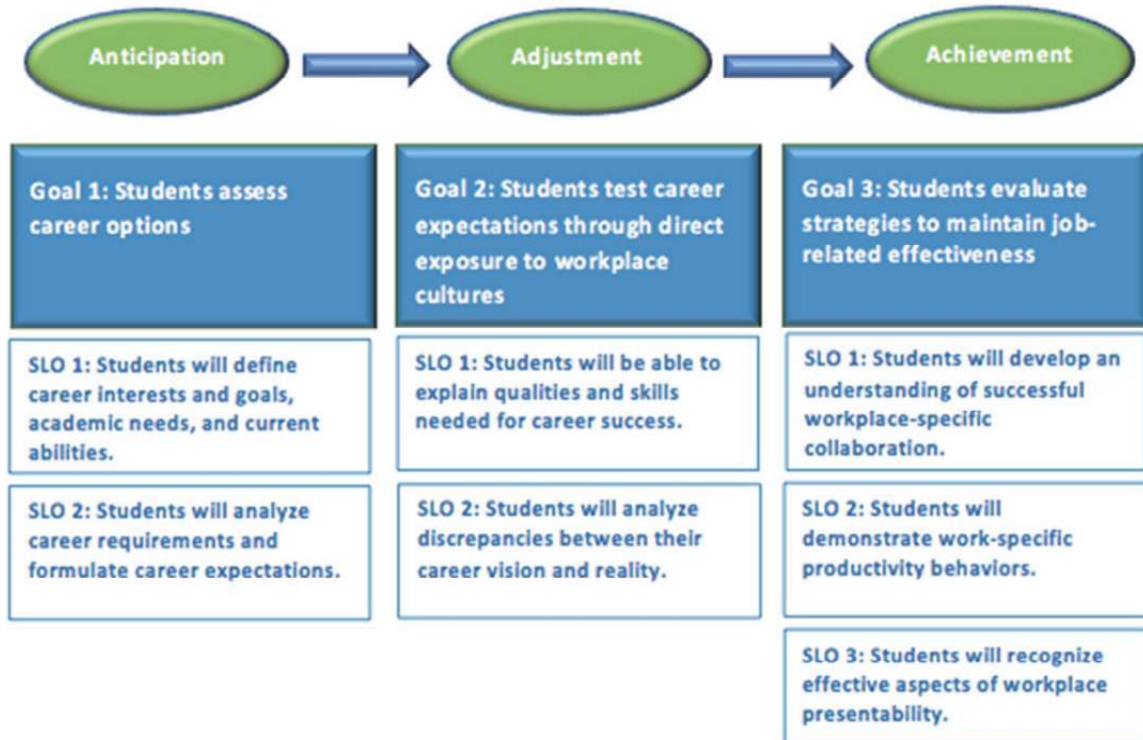 Anticipation
Adjustment
Achievement
Goal 1: Students assess
career options
Goal 2: Students test career
expectations through direct
exposure to workplace
cultures
Goal 3: Students evaluate
strategies to maintain job-
related effectiveness
SLO 1: Students will define
career interests and goals,
academic needs, and current
abilities.
SLO 1: Students will be able to
explain qualities and skills
needed for career success.
SLO 1: Students will develop an
understanding of successful
workplace-specific
collaboration.
SLO 2: Students will analyze
career requirements and
formulate career expectations.
SLO 2: Students will analyze
discrepancies between their
career vision and reality.
SLO 2: Students will
demonstrate work-specific
productivity behaviors.
SLO 3: Students will recognize
effective aspects of workplace
presentability.